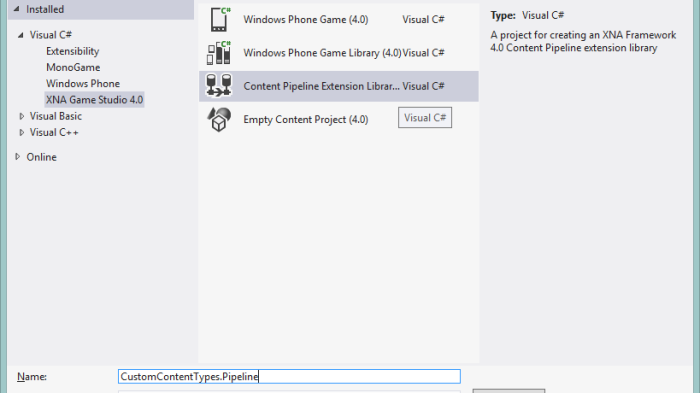 Installed
Visual C#
Extensibility
MonoGame
Windows Phone
XNA Game Studio 4.0
Visual Basic
Visual C++
Online
C# Windows Phone Game (4.0) Visual C#
C# Windows Phone Game Library (4.0) Visual C#
Content Pipeline Extension Librar... Visual C#
Empty Content Project (4.0) Visual C#
Type: Visual C#
A project for creating an XNA Framework
4.0 Content Pipeline extension library
Name: CustomContentTypes.Pipeline